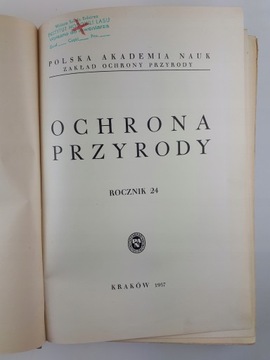 POLSKA AKADEMIA NAUK
ZAKŁAD OCHRONY PRZYRODY
OCHRONA
PRZYRODY
ROCZNIK 24
KRAKÓW 1957